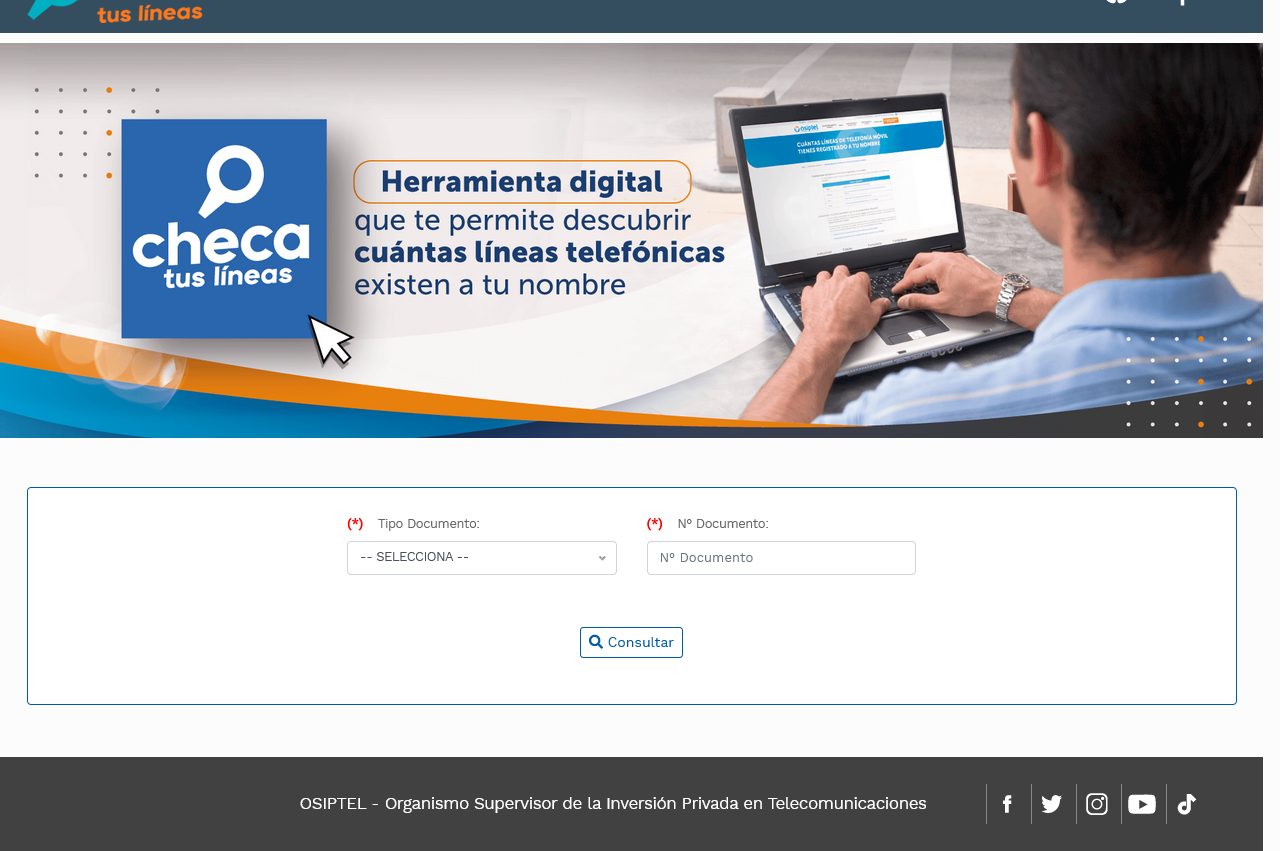 tus líneas
checa
tus líneas
Herramienta digital
que te permite descubrir
cuántas líneas telefónicas
existen a tu nombre
osiptel
CUÁNTAS LÍNEAS DE TELEFONÍA MÓVIL
TIENES REGISTRADO A TU NOMBRE
(*) Tipo Documento:
(*) Nº Documento:
-- SELECCIONA --
Nº Documento
Consultar
OSIPTEL - Organismo Supervisor de la Inversión Privada en Telecomunicaciones